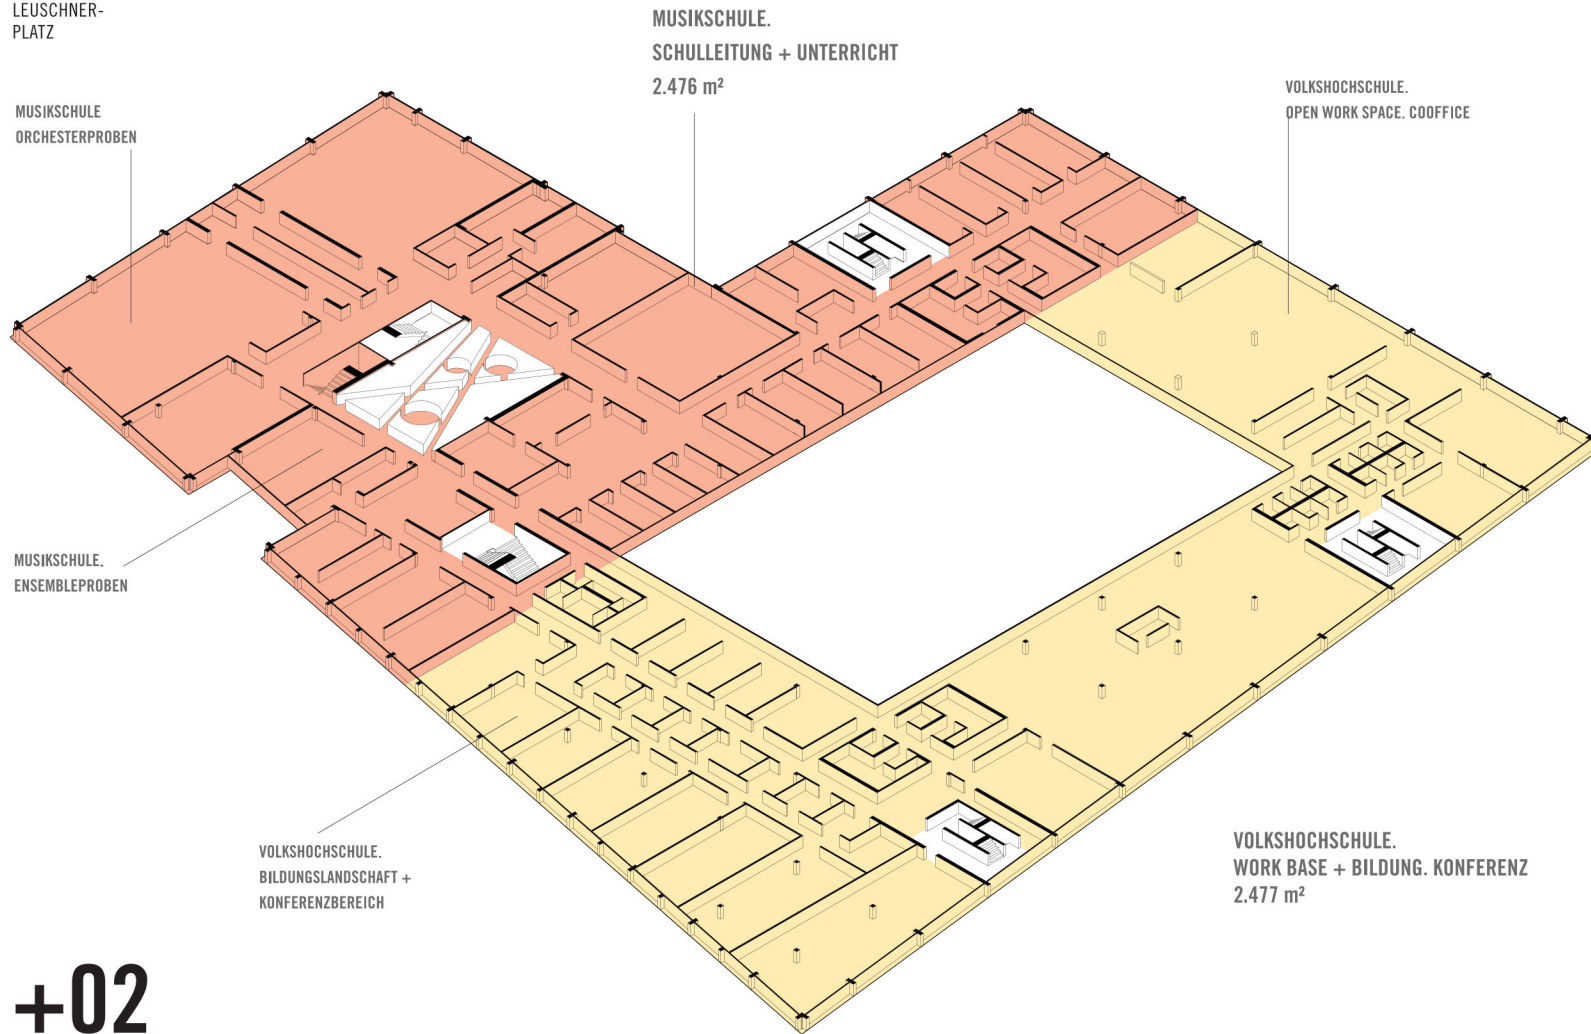 LEUSCHNER-
PLATZ
MUSIKSCHULE.
SCHULLEITUNG + UNTERRICHT
2.476 m²
MUSIKSCHULE
ORCHESTERPROBEN
VOLKSHOCHSCHULE.
OPEN WORK SPACE. COOFFICE
MUSIKSCHULE.
ENSEMBLEPROBEN
VOLKSHOCHSCHULE.
BILDUNGSLANDSCHAFT +
KONFERENZBEREICH
VOLKSHOCHSCHULE.
WORK BASE + BILDUNG. KONFERENZ
2.477 m²
+02